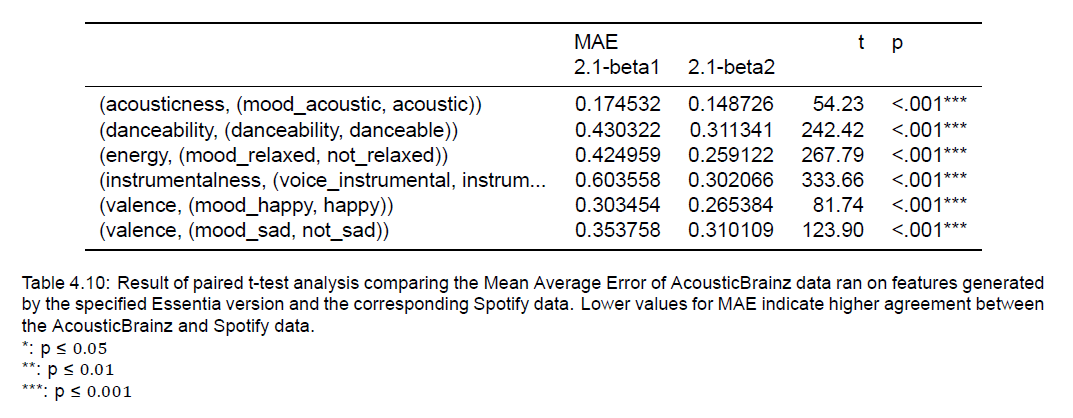 MAE t p
2.1-beta1 2.1-beta2
(acousticness, (mood_acoustic, acoustic)) 0.174532 0.148726 54.23 <.001***
(danceability, (danceability, danceable)) 0.430322 0.311341 242.42 <.001***
(energy, (mood_relaxed, not_relaxed)) 0.424959 0.259122 267.79 <.001***
(instrumentalness, (voice_instrumental, instrum... 0.603558 0.302066 333.66 <.001***
(valence, (mood_happy, happy)) 0.303454 0.265384 81.74 <.001***
(valence, (mood_sad, not_sad)) 0.353758 0.310109 123.90 <.001***
Table 4.10: Result of paired t-test analysis comparing the Mean Average Error of AcousticBrainz data ran on features generated
by the specified Essentia version and the corresponding Spotify data. Lower values for MAE indicate higher agreement between
the AcousticBrainz and Spotify data.
*: p ≤ 0.05
**: p ≤ 0.01
***: p ≤ 0.001